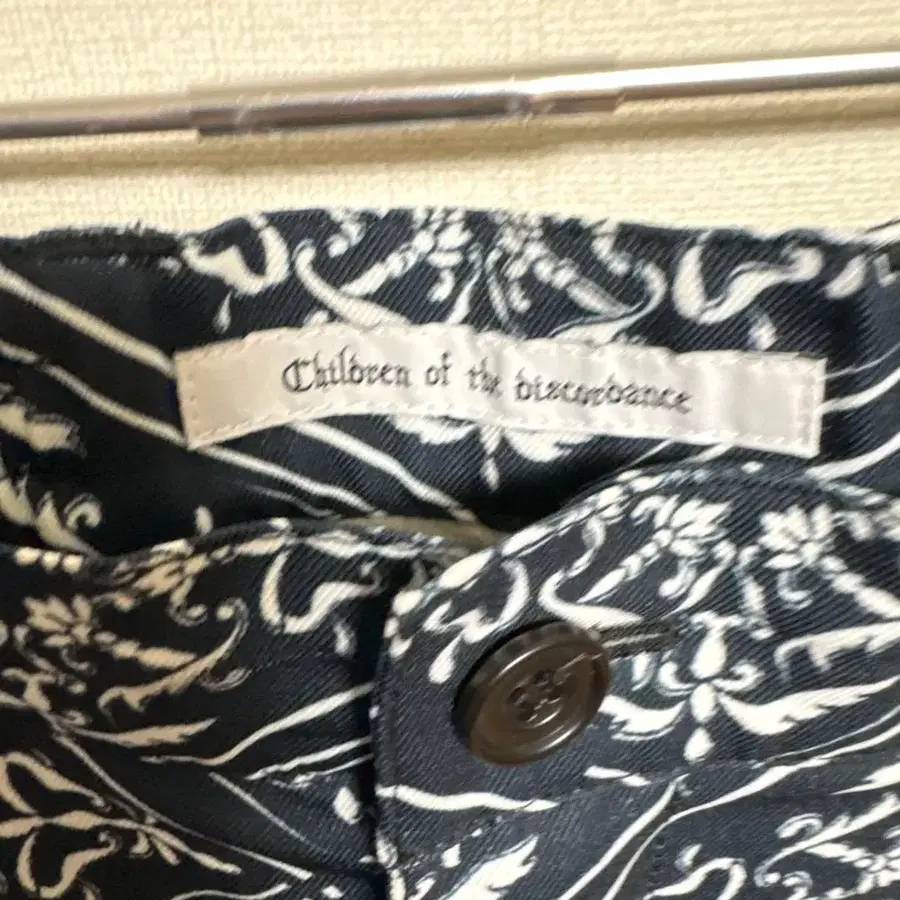 Children of the discordance